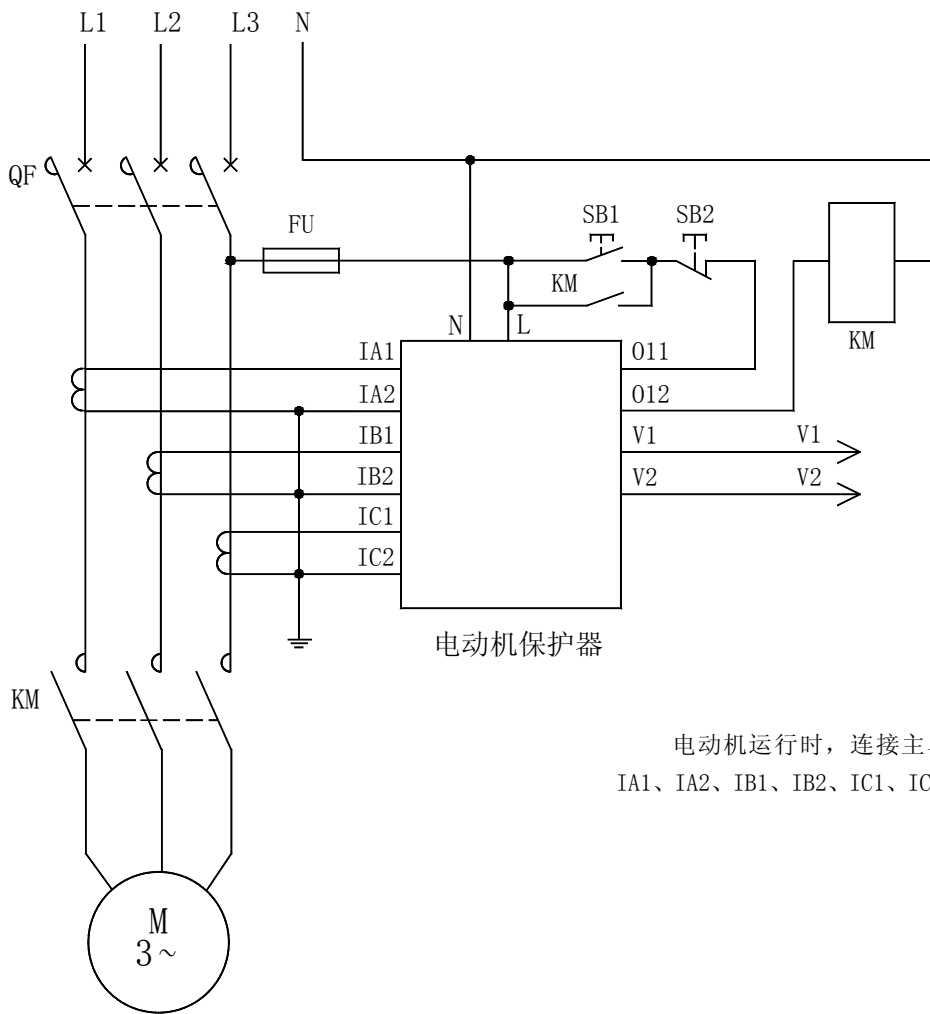 L1 L2 L3 N
QF
FU
SB1 SB2
KM
N L
KM
IA1 O11
IA2 O12
IB1 V1 V1
IB2 V2 V2
IC1
IC2
电动机保护器
KM
电动机运行时，连接主
IA1、IA2、IB1、IB2、IC1、IC
M
3~